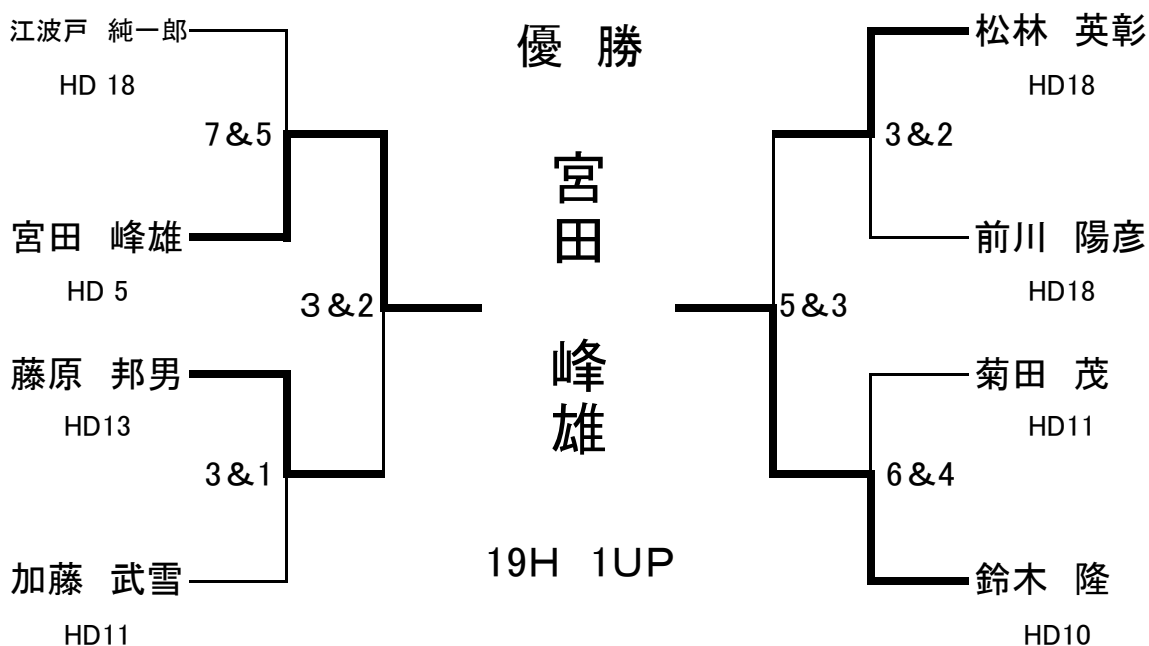 江波戸 純一郎
HD 18
7&5
宮田 峰雄
HD 5
3&2
藤原 邦男
HD13
3&1
加藤 武雪
HD11
優 勝
宮田 峰雄
19H 1UP
松林 英彰
HD18
3&2
前川 陽彦
HD18
5&3
菊田 茂
HD11
6&4
鈴木 隆
HD10